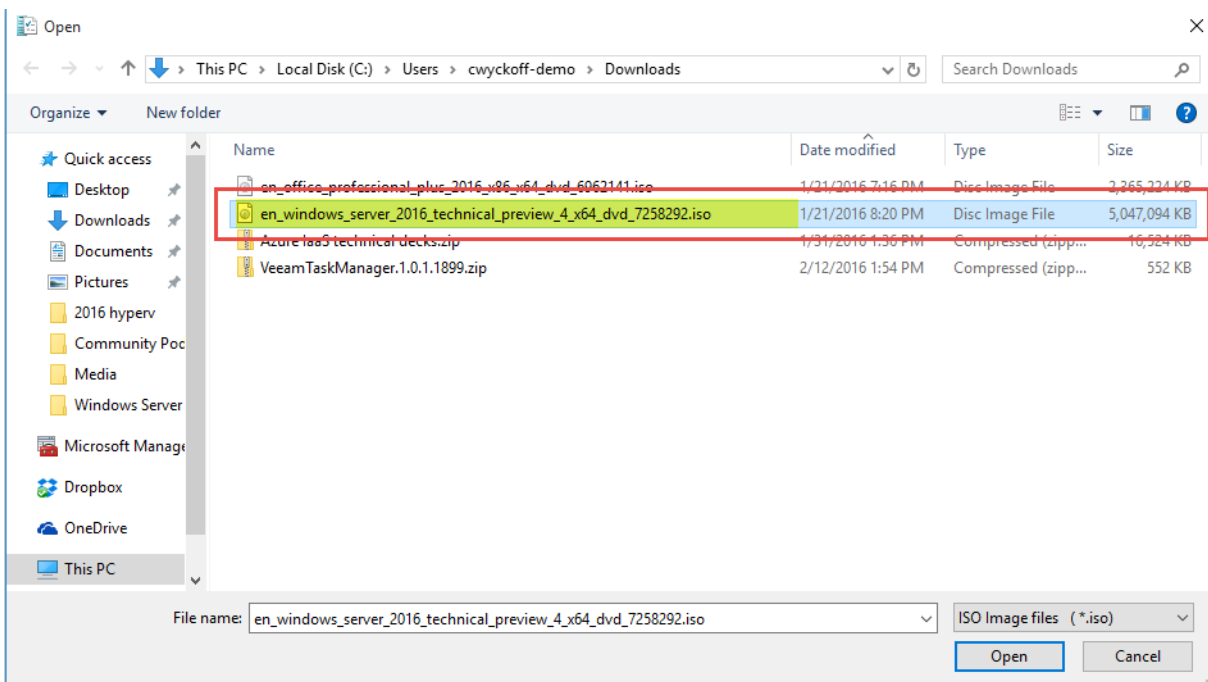 Open
This PC > Local Disk (C:) > Users > cwyckoff-demo > Downloads
Search Downloads
Organize
New folder
Name Date modified Type Size
Quick access
Desktop
Downloads
Documents
Pictures
2016 hyperv
Community Poc
Media
Windows Server
Microsoft Manage
Dropbox
OneDrive
This PC
en_office_professional_plus_2016_x86_x64_dvd_6962141.iso 1/21/2016 7:16 PM Disc Image File 2,365,224 KB
en_windows_server_2016_technical_preview_4_x64_dvd_7258292.iso 1/21/2016 8:20 PM Disc Image File 5,047,094 KB
Azure IaaS technical decks.zip 1/31/2016 1:36 PM Compressed (zipp... 16,524 KB
VeeamTaskManager.1.0.1.1899.zip 2/12/2016 1:54 PM Compressed (zipp... 552 KB
File name: en_windows_server_2016_technical_preview_4_x64_dvd_7258292.iso ISO Image files (*.iso)
Open Cancel